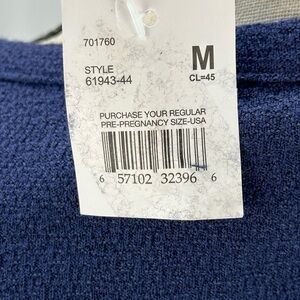 701760
STYLE
61943-44
M
CL=45
PURCHASE YOUR REGULAR
PRE-PREGNANCY SIZE-USA
6 57102 32396 6